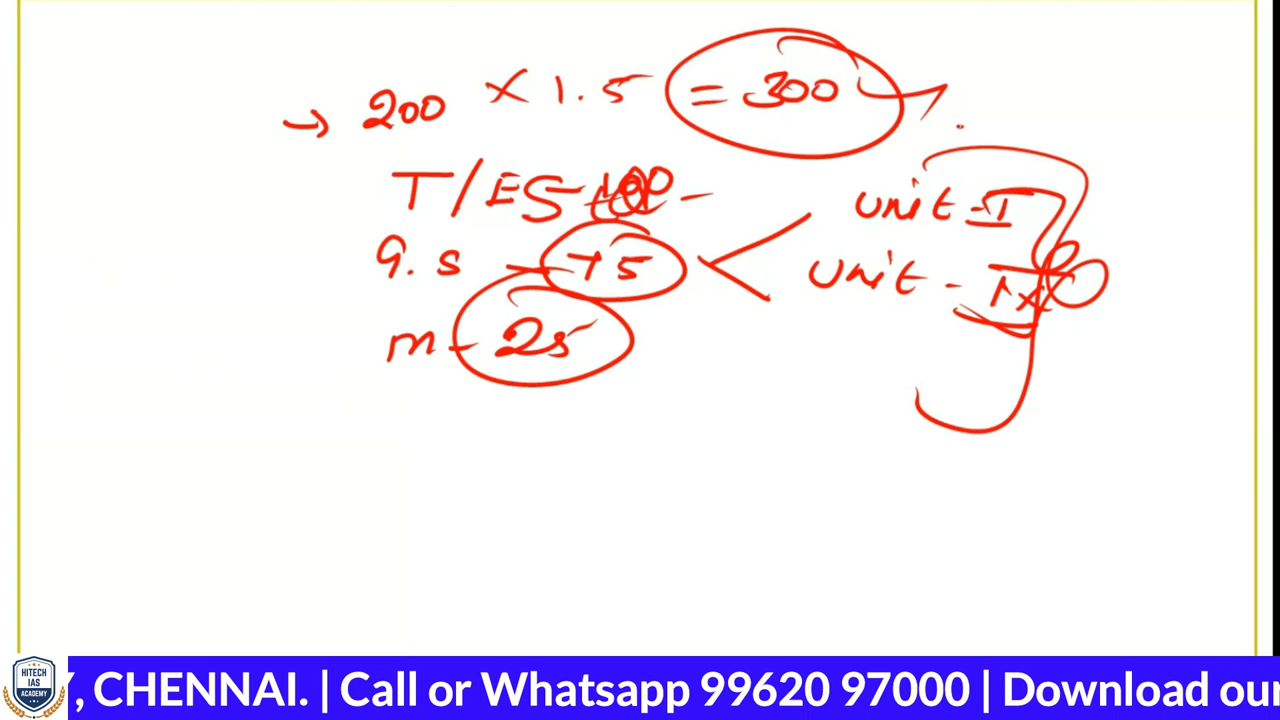 → 200 × 1.5 = 300
T/ES - 100 -
G.S - 75 < unit - I
unit - IX
m - 25
HITECH
IAS
ACADEMY
, CHENNAI. | Call or Whatsapp 99620 97000 | Download our